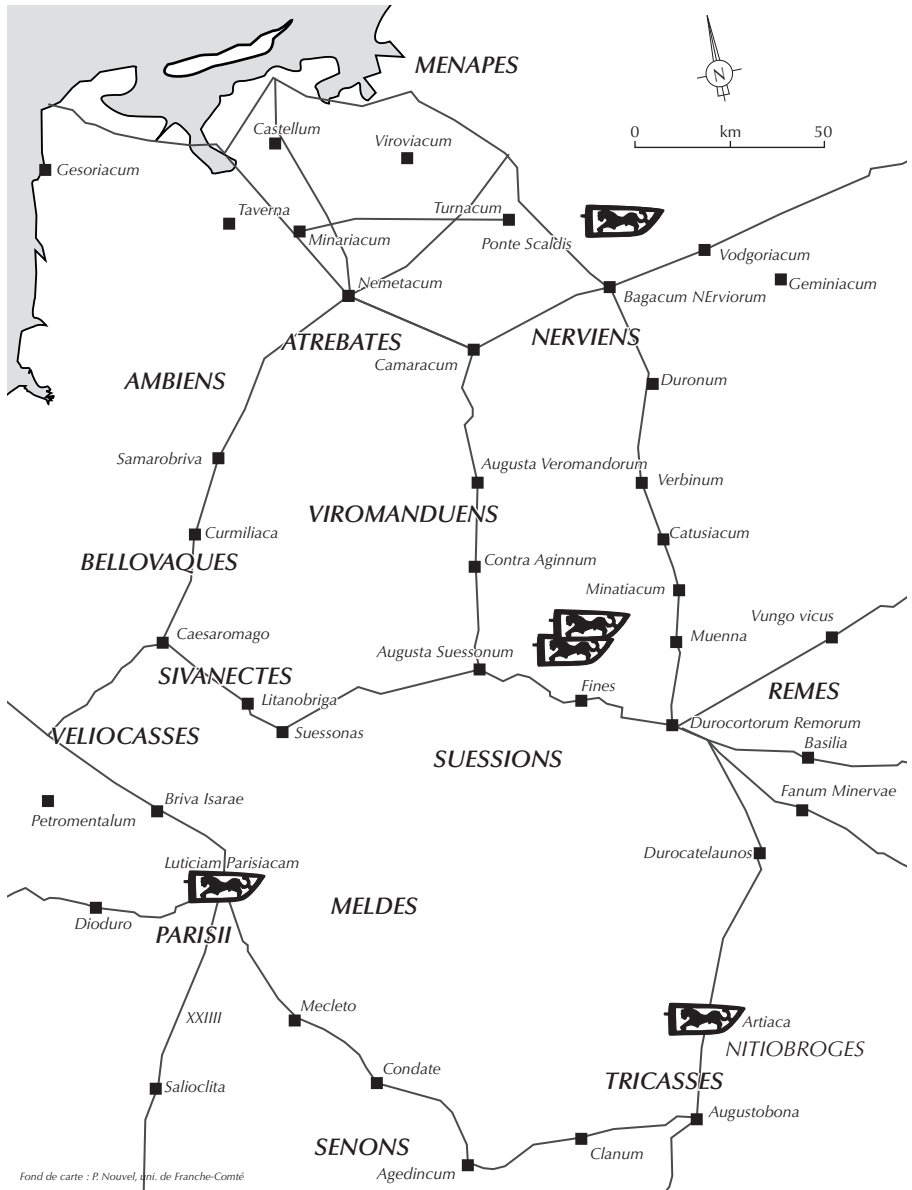 MENAPES
N
0 km 50
Castellum
Viroviacum
Gesoriacum
Taverna
Turnacum
Minariacum
Ponte Scaldis
Vodgoriacum
Geminiacum
Nemetacum
Bagacum NErviorum
ATREBATES
NERVIENS
Camaracum
AMBIENS
Duronum
Samarobriva
Augusta Veromandorum
Verbinum
VIROMANDUENS
Curmiliaca
Catusiacum
BELLOVAQUES
Contra Aginnum
Minatiacum
Vungo vicus
Caesaromago
Muenna
Augusta Suessonum
SIVANECTES
Fines
REMES
Litanobriga
Durocortorum Remorum
Suessonas
VELIOCASSES
Basilia
SUESSIONS
Fanum Minervae
Briva Isarae
Petromentalum
Durocatelaunos
Luticiam Parisiacam
MELDES
Dioduro
PARISII
Mecleto
XXIIII
Artiaca
NITIOBROGES
Condate
TRICASSES
Salioclita
Augustobona
SENONS
Clanum
Agedincum
Fond de carte : P. Nouvel, uni. de Franche-Comté